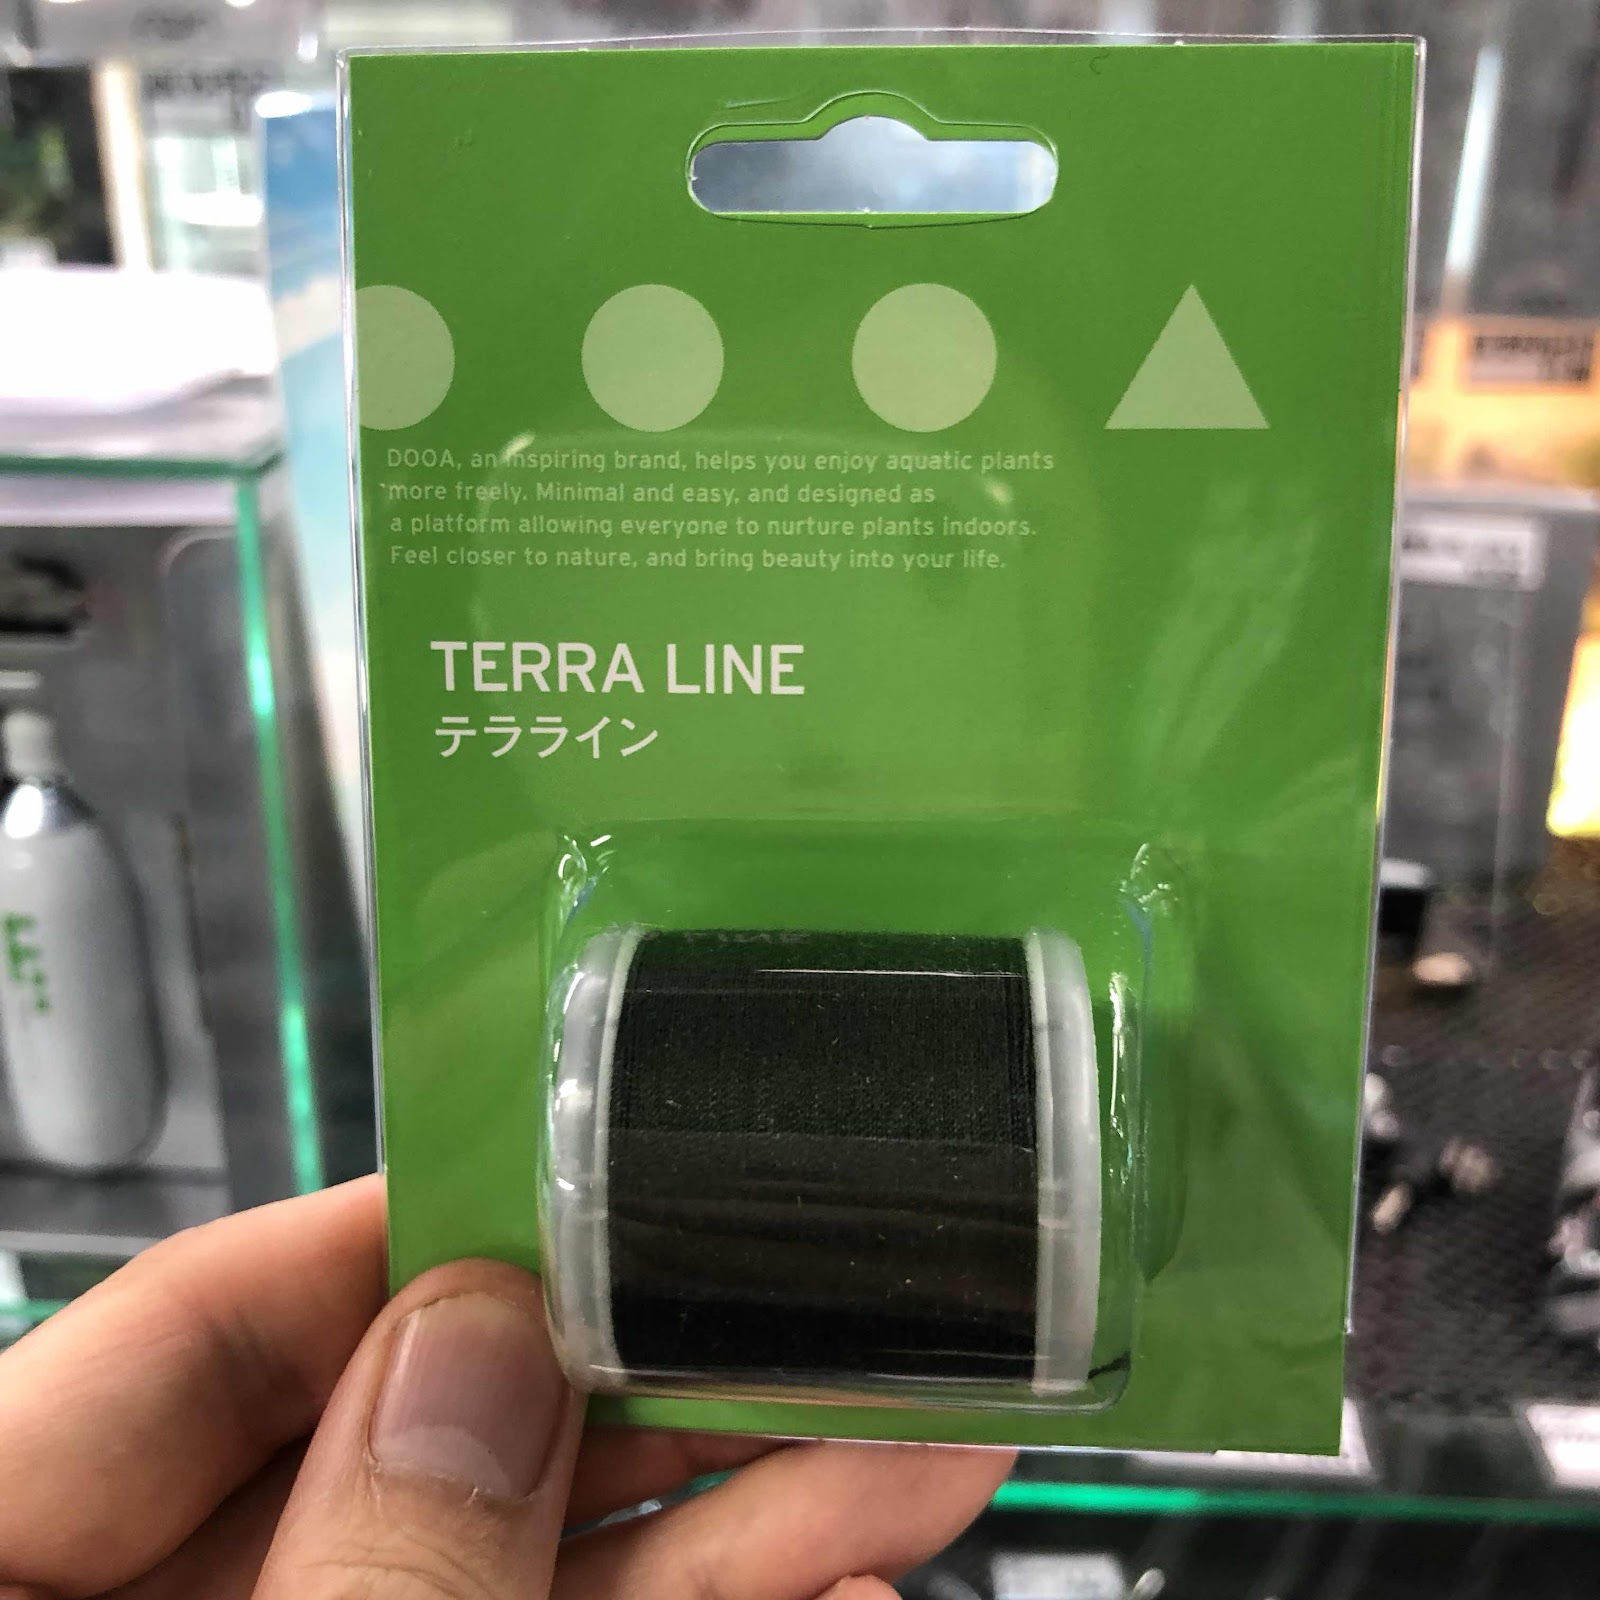 DOOA, an inspiring brand, helps you enjoy aquatic plants
more freely. Minimal and easy, and designed as
a platform allowing everyone to nurture plants indoors.
Feel closer to nature, and bring beauty into your life.
TERRA LINE
テラライン